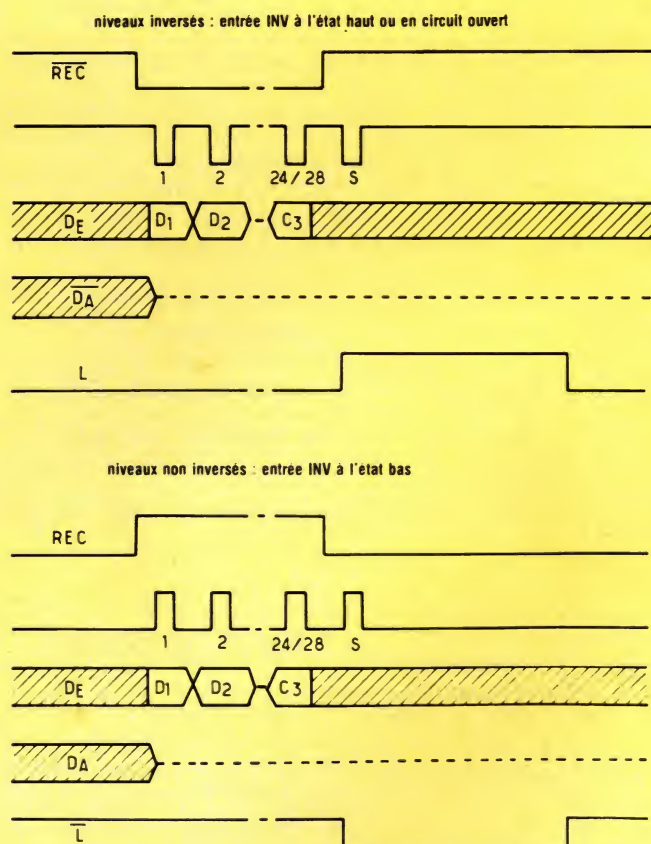 niveaux inversés : entrée INV à l'état haut ou en circuit ouvert
REC
1 2 24/28 S
DE D1 D2 C3
DA
L
niveaux non inversés : entrée INV à l'état bas
REC
1 2 24/28 S
DE D1 D2 C3
DA
L